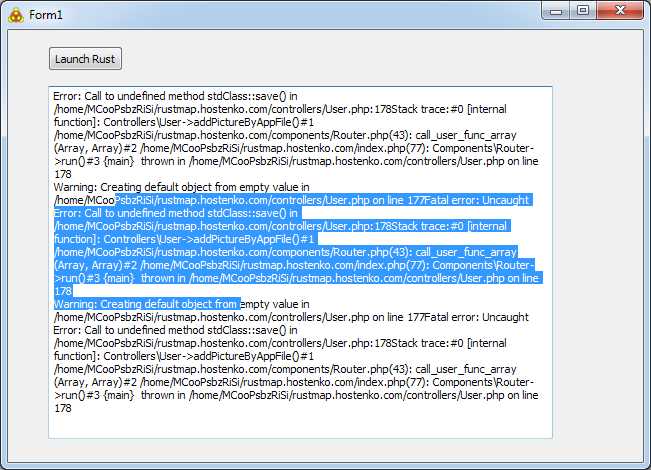 Form1
Launch Rust
Error: Call to undefined method stdClass::save() in
/home/MCooPsbzRiSi/rustmap.hostenko.com/controllers/User.php:178Stack trace:#0 [internal
function]: Controllers\User->addPictureByAppFile()#1
/home/MCooPsbzRiSi/rustmap.hostenko.com/components/Router.php(43): call_user_func_array
(Array, Array)#2 /home/MCooPsbzRiSi/rustmap.hostenko.com/index.php(77): Components\Router-
>run()#3 {main}  thrown in /home/MCooPsbzRiSi/rustmap.hostenko.com/controllers/User.php on line
178
Warning: Creating default object from empty value in
/home/MCooPsbzRiSi/rustmap.hostenko.com/controllers/User.php on line 177Fatal error: Uncaught
Error: Call to undefined method stdClass::save() in
/home/MCooPsbzRiSi/rustmap.hostenko.com/controllers/User.php:178Stack trace:#0 [internal
function]: Controllers\User->addPictureByAppFile()#1
/home/MCooPsbzRiSi/rustmap.hostenko.com/components/Router.php(43): call_user_func_array
(Array, Array)#2 /home/MCooPsbzRiSi/rustmap.hostenko.com/index.php(77): Components\Router-
>run()#3 {main}  thrown in /home/MCooPsbzRiSi/rustmap.hostenko.com/controllers/User.php on line
178
Warning: Creating default object from empty value in
/home/MCooPsbzRiSi/rustmap.hostenko.com/controllers/User.php on line 177Fatal error: Uncaught
Error: Call to undefined method stdClass::save() in
/home/MCooPsbzRiSi/rustmap.hostenko.com/controllers/User.php:178Stack trace:#0 [internal
function]: Controllers\User->addPictureByAppFile()#1
/home/MCooPsbzRiSi/rustmap.hostenko.com/components/Router.php(43): call_user_func_array
(Array, Array)#2 /home/MCooPsbzRiSi/rustmap.hostenko.com/index.php(77): Components\Router-
>run()#3 {main}  thrown in /home/MCooPsbzRiSi/rustmap.hostenko.com/controllers/User.php on line
178